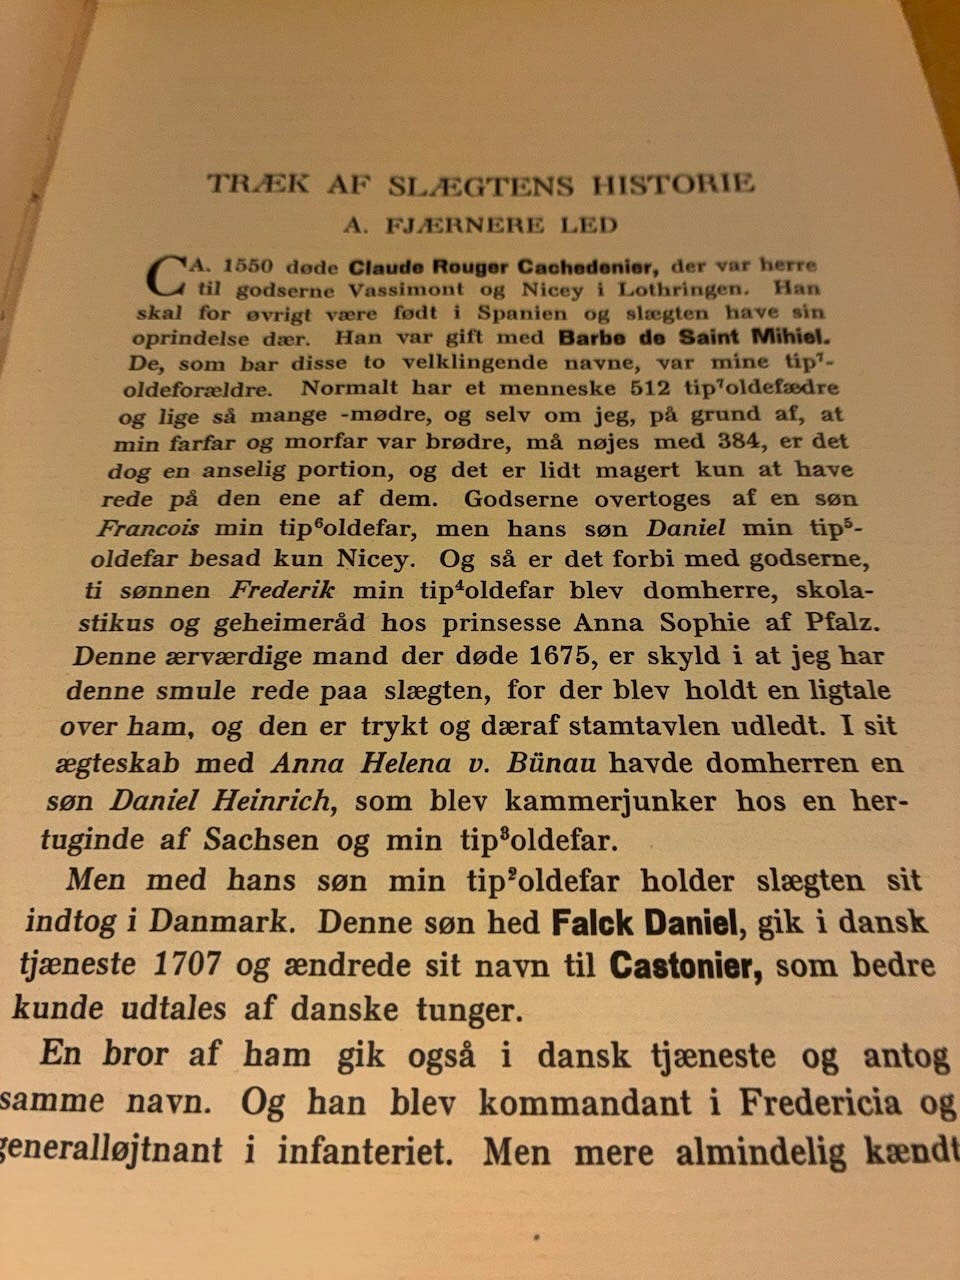 TRÆK AF SLÆGTENS HISTORIE
A. FJÆRNERE LED
CA. 1550 døde Claude Rouger Cachedenier, der var herre
til godserne Vassimont og Nicey i Lothringen. Han
skal for øvrigt være født i Spanien og slægten have sin
oprindelse dær. Han var gift med Barbe de Saint Mihiel.
De, som bar disse to velklingende navne, var mine tip⁷-
oldeforældre. Normalt har et menneske 512 tip⁷oldefædre
og lige så mange -mødre, og selv om jeg, på grund af, at
min farfar og morfar var brødre, må nøjes med 384, er det
dog en anselig portion, og det er lidt magert kun at have
rede på den ene af dem. Godserne overtoges af en søn
Francois min tip⁶oldefar, men hans søn Daniel min tip⁵-
oldefar besad kun Nicey. Og så er det forbi med godserne,
ti sønnen Frederik min tip⁴oldefar blev domherre, skola-
stikus og geheimeråd hos prinsesse Anna Sophie af Pfalz.
Denne ærværdige mand der døde 1675, er skyld i at jeg har
denne smule rede paa slægten, for der blev holdt en ligtale
over ham, og den er trykt og dæraf stamtavlen udledt. I sit
ægteskab med Anna Helena v. Bünau havde domherren en
søn Daniel Heinrich, som blev kammerjunker hos en her-
tuginde af Sachsen og min tip³oldefar.
Men med hans søn min tip²oldefar holder slægten sit
indtog i Danmark. Denne søn hed Falck Daniel, gik i dansk
tjæneste 1707 og ændrede sit navn til Castonier, som bedre
kunde udtales af danske tunger.
En bror af ham gik også i dansk tjæneste og antog
samme navn. Og han blev kommandant i Fredericia og
generalløjtnant i infanteriet. Men mere almindelig kændt